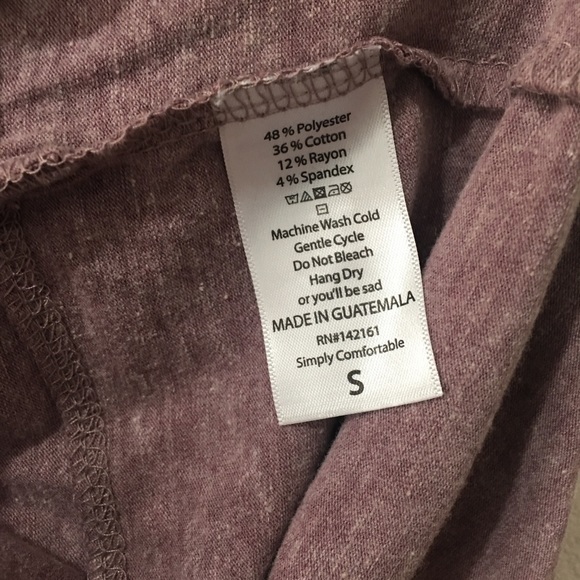 48 % Polyester
36 % Cotton
12 % Rayon
4 % Spandex
Machine Wash Cold
Gentle Cycle
Do Not Bleach
Hang Dry
or you'll be sad
MADE IN GUATEMALA
RN#142161
Simply Comfortable
S